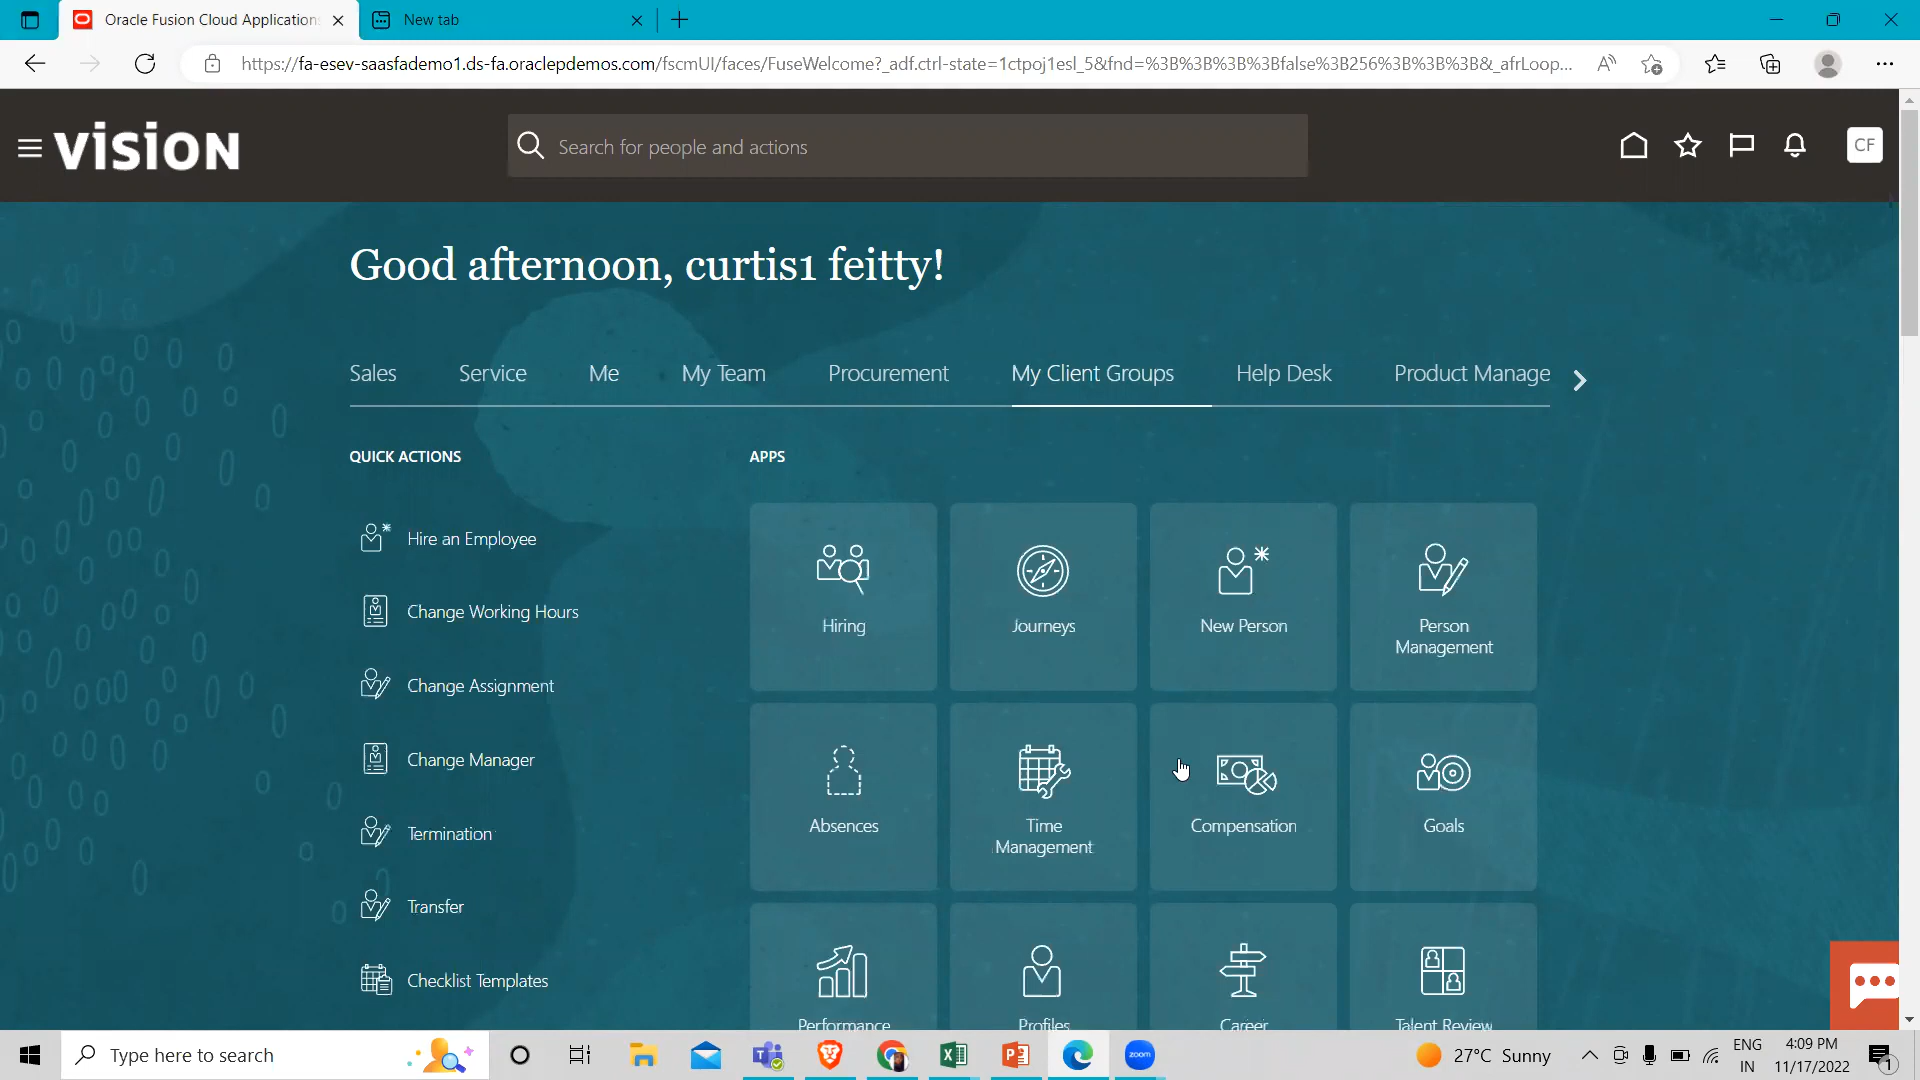 Oracle Fusion Cloud Applications
New tab
https://fa-esev-saasfademo1.ds-fa.oraclepdemos.com/fscmUI/faces/FuseWelcome?_adf.ctrl-state=1ctpoj1esl_5&fnd=%3B%3B%3B%3Bfalse%3B256%3B%3B%3B&_afrLoop...
vision
Search for people and actions
CF
Good afternoon, curtis1 feitty!
Sales Service Me My Team Procurement My Client Groups Help Desk Product Manage
QUICK ACTIONS
APPS
Hire an Employee
Change Working Hours
Change Assignment
Change Manager
Termination
Transfer
Checklist Templates
Hiring
Journeys
New Person
Person
Management
Absences
Time
Management
Compensation
Goals
Performance
Profiles
Career
Talent Review
Type here to search
zoom
27°C Sunny
ENG
IN
4:09 PM
11/17/2022
1